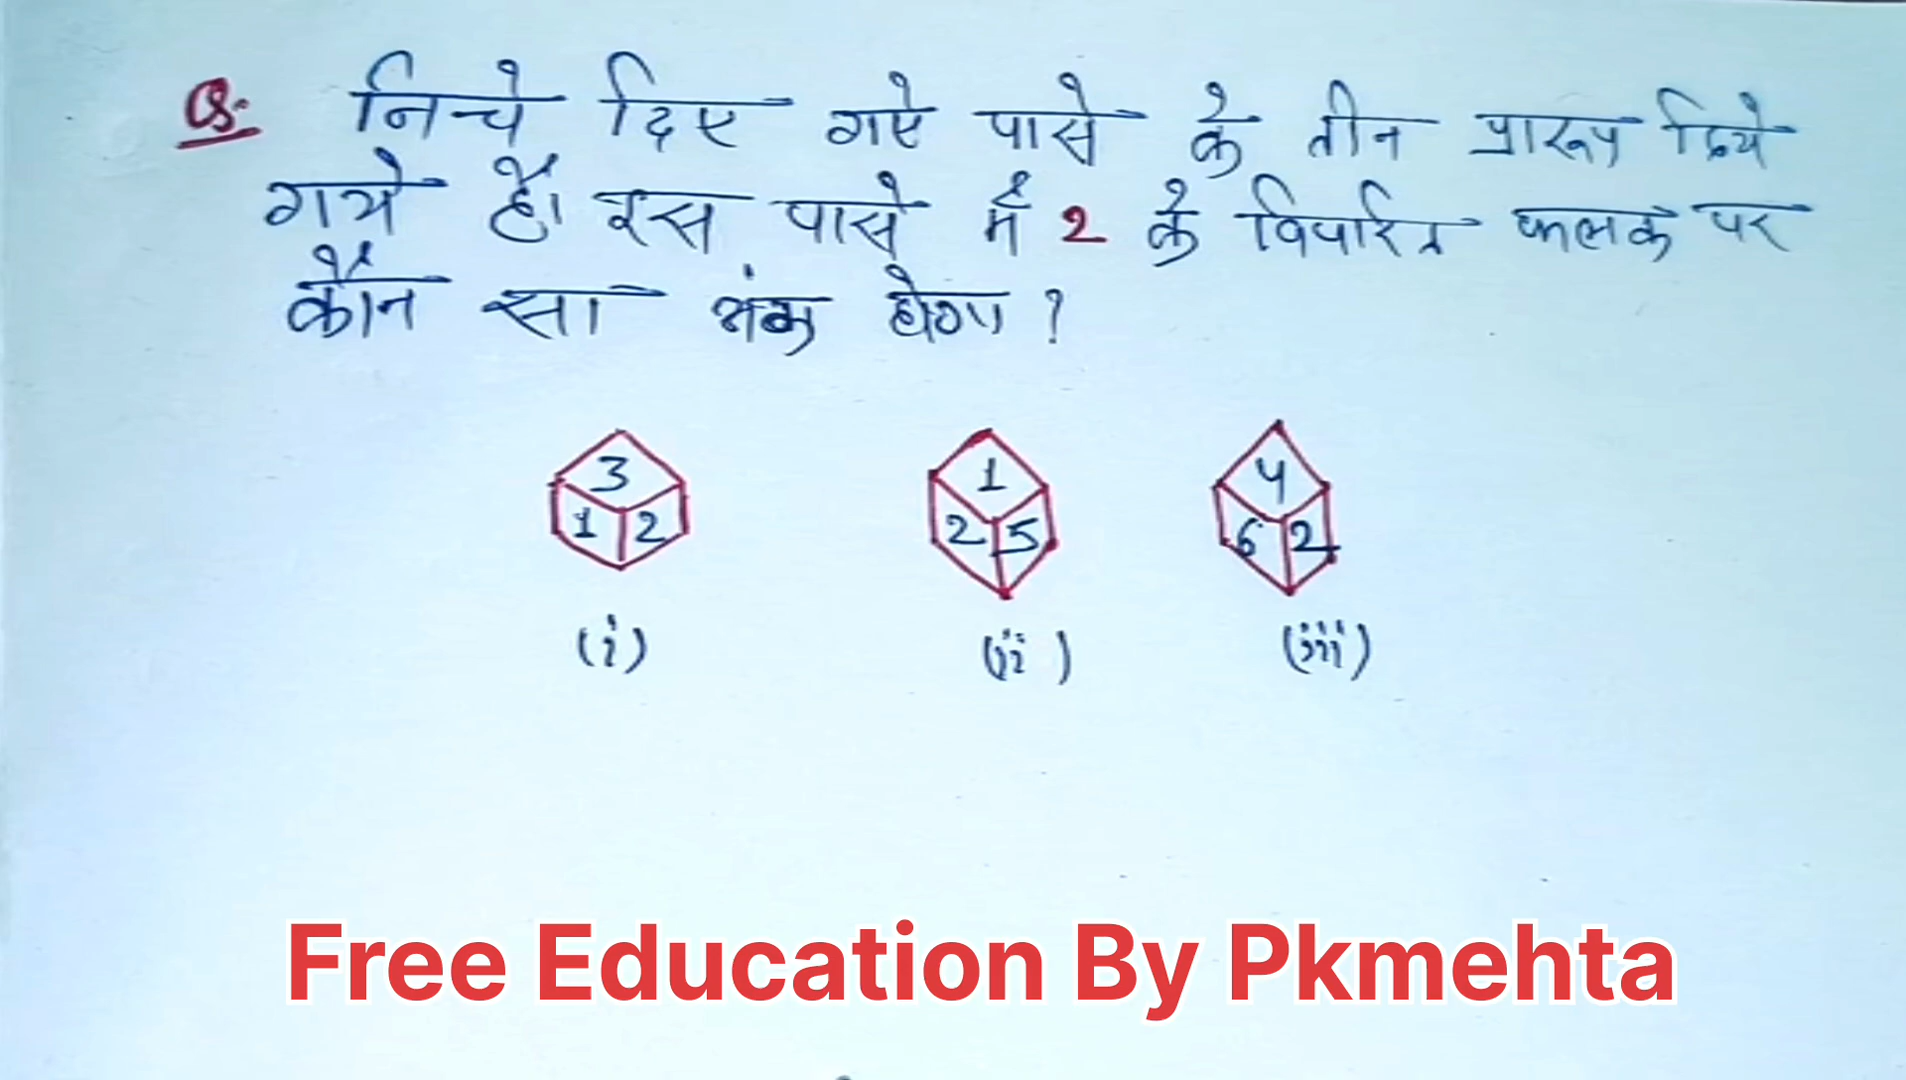 Q. निचे दिए गऐ पासे के तीन प्रारूप दिये
गये है। इस पासे में 2 के विपरित फलक पर
कौन सा अंक होगा ?
3
1 2
(i)
1
2 5
(ii)
4
6 2
(iii)
Free Education By Pkmehta